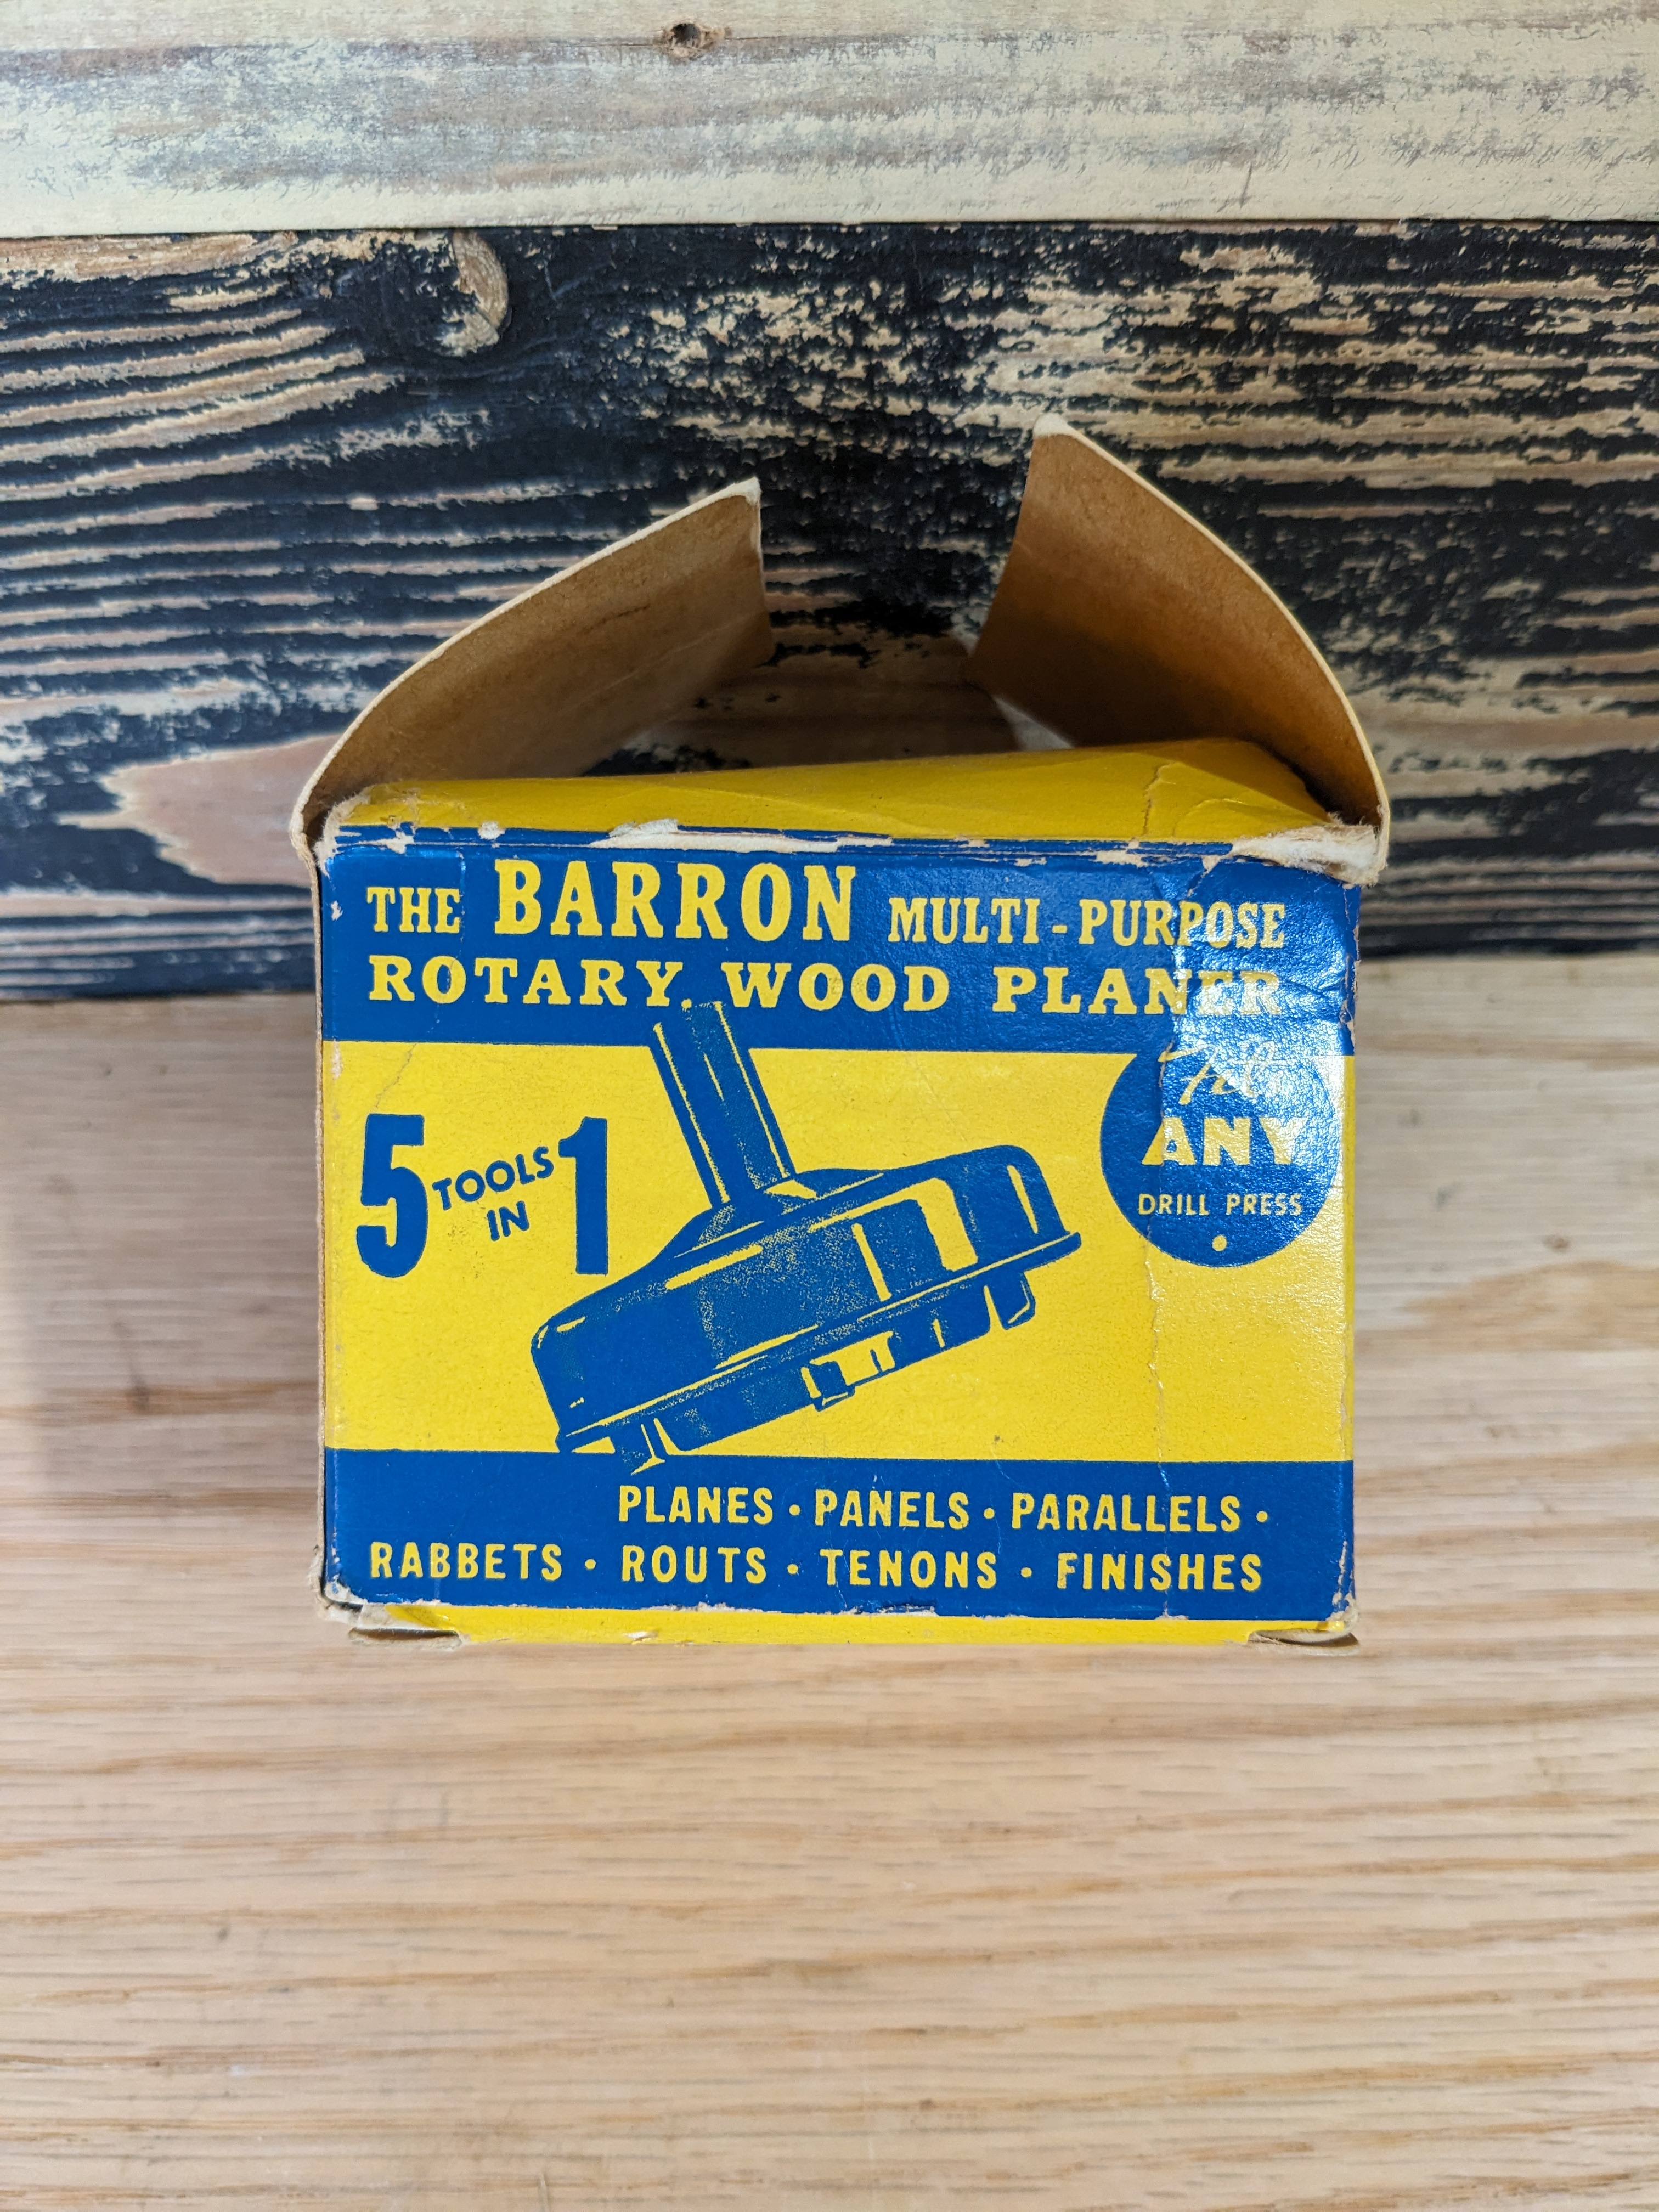 THE BARRON MULTI-PURPOSE
ROTARY WOOD PLANER
5 TOOLS IN 1
Fits
ANY
DRILL PRESS
PLANES • PANELS • PARALLELS •
RABBETS • ROUTS • TENONS • FINISHES